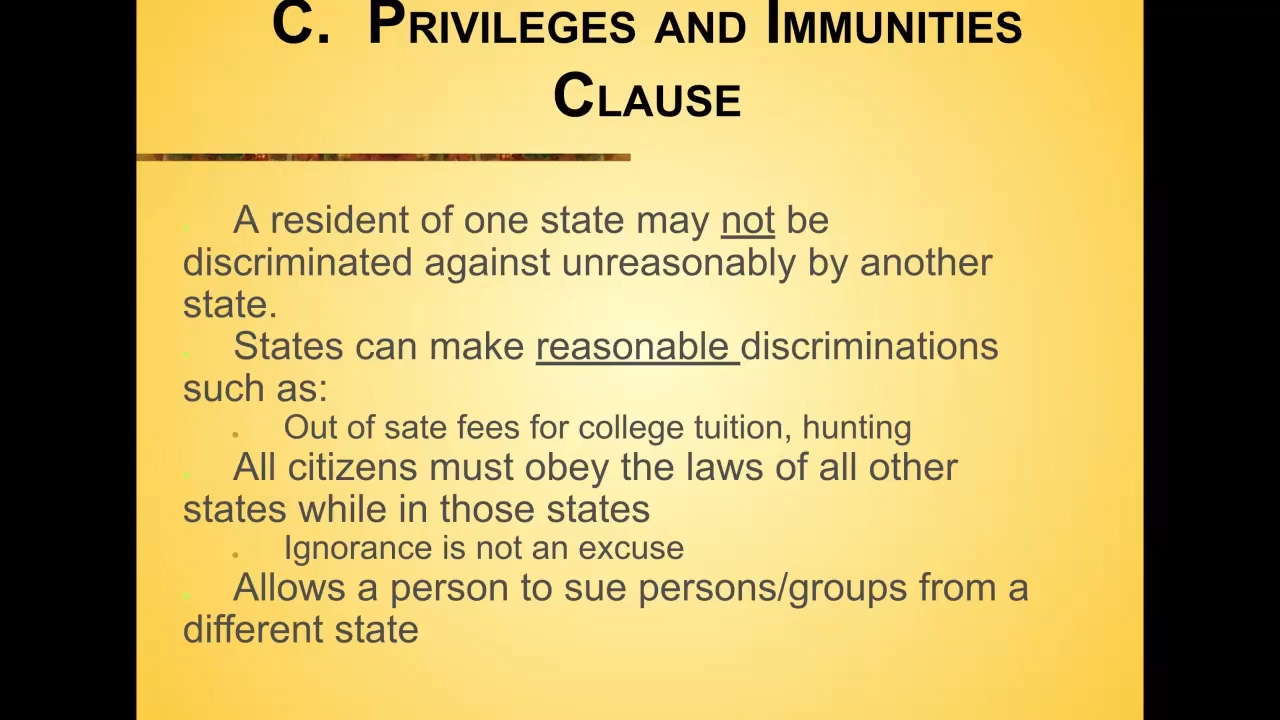 C. PRIVILEGES AND IMMUNITIES
CLAUSE
A resident of one state may not be
discriminated against unreasonably by another
state.
States can make reasonable discriminations
such as:
Out of sate fees for college tuition, hunting
All citizens must obey the laws of all other
states while in those states
Ignorance is not an excuse
Allows a person to sue persons/groups from a
different state